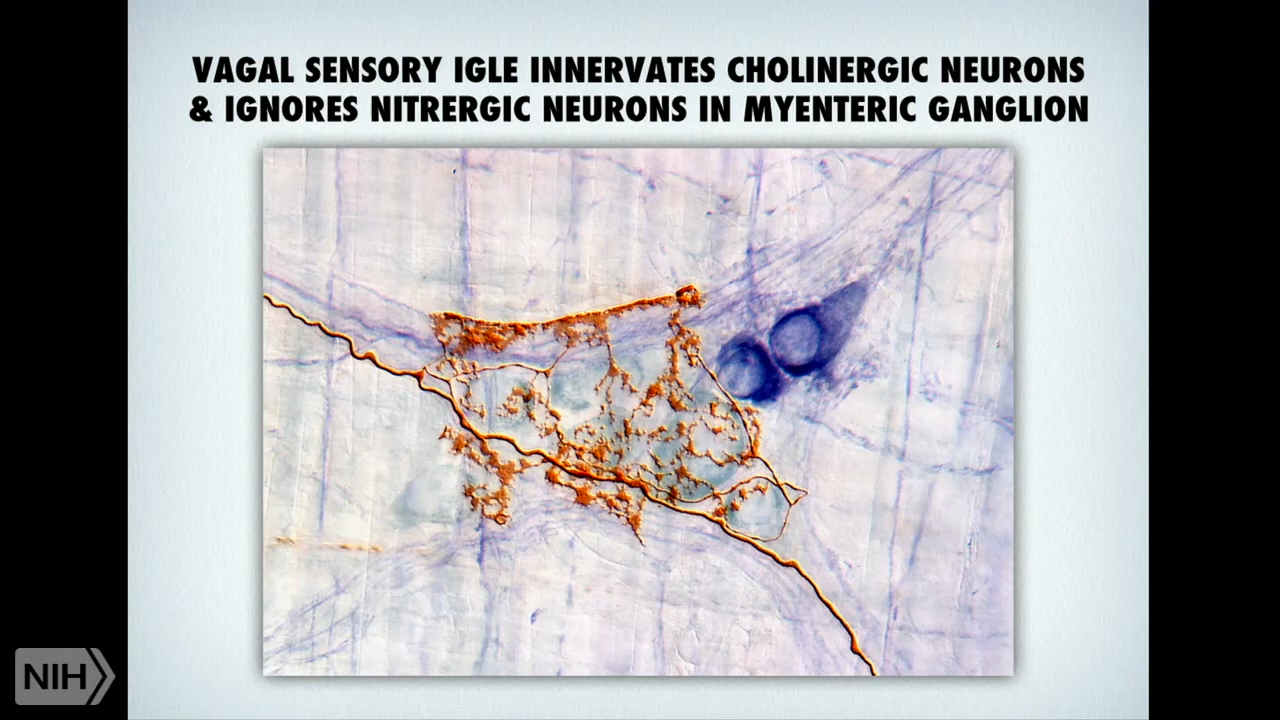 VAGAL SENSORY IGLE INNERVATES CHOLINERGIC NEURONS
& IGNORES NITRERGIC NEURONS IN MYENTERIC GANGLION
NIH